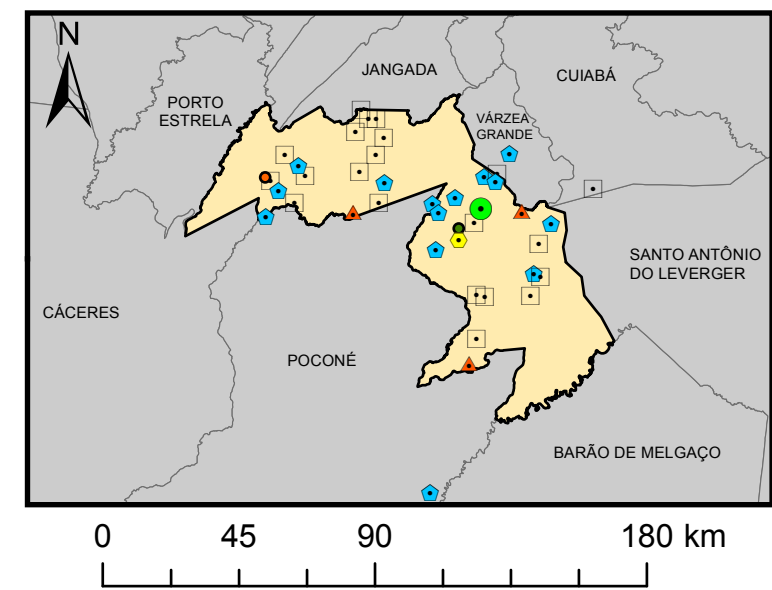 N
JANGADA
CUIABÁ
PORTO
ESTRELA
VÁRZEA
GRANDE
SANTO ANTÔNIO
DO LEVERGER
CÁCERES
POCONÉ
BARÃO DE MELGAÇO
0 45 90 180 km